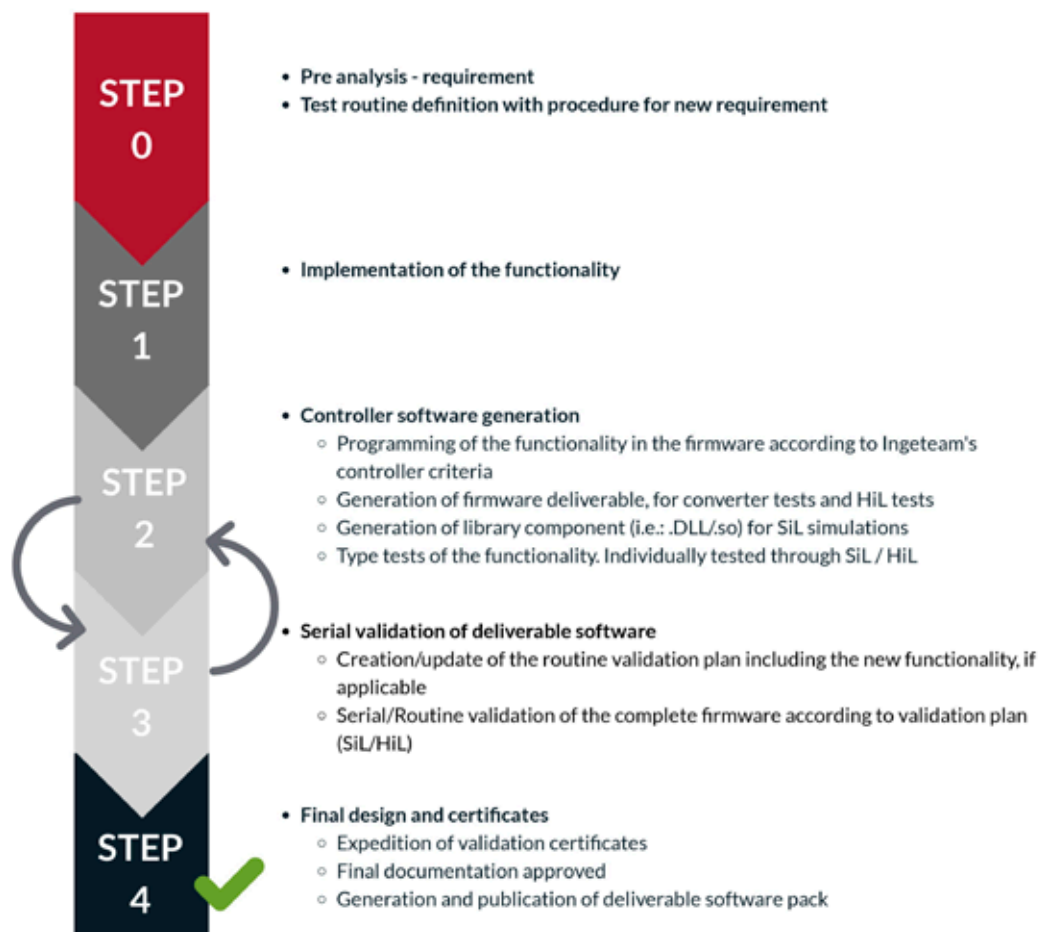 STEP
0
• Pre analysis - requirement
• Test routine definition with procedure for new requirement
STEP
1
• Implementation of the functionality
STEP
2
• Controller software generation
◦ Programming of the functionality in the firmware according to Ingeteam's
controller criteria
◦ Generation of firmware deliverable, for converter tests and HiL tests
◦ Generation of library component (i.e.: .DLL/.so) for SiL simulations
◦ Type tests of the functionality. Individually tested through SiL / HiL
STEP
3
• Serial validation of deliverable software
◦ Creation/update of the routine validation plan including the new functionality, if
applicable
◦ Serial/Routine validation of the complete firmware according to validation plan
(SiL/HiL)
STEP
4
• Final design and certificates
◦ Expedition of validation certificates
◦ Final documentation approved
◦ Generation and publication of deliverable software pack